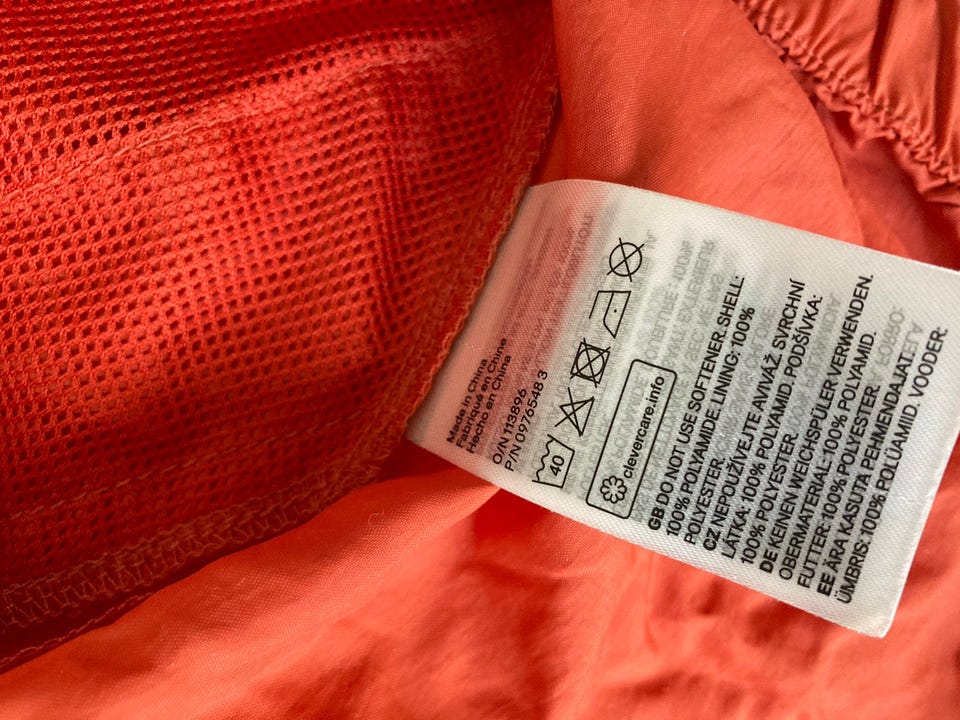 Made in China
Fabriqué en Chine
Hecho en China
O/N 113896
P/N 0976548 3
40
clevercare.info
GB DO NOT USE SOFTENER. SHELL:
100% POLYAMIDE. LINING: 100%
POLYESTER.
CZ NEPOUŽÍVEJTE AVIVÁŽ. SVRCHNÍ
LÁTKA: 100% POLYAMID. PODŠÍVKA:
100% POLYESTER.
DE KEINEN WEICHSPÜLER VERWENDEN.
OBERMATERIAL: 100% POLYAMID.
FUTTER: 100% POLYESTER.
EE ÄRA KASUTA PEHMENDAJAT.
ÜMBRIS: 100% POLÜAMIID. VOODER: